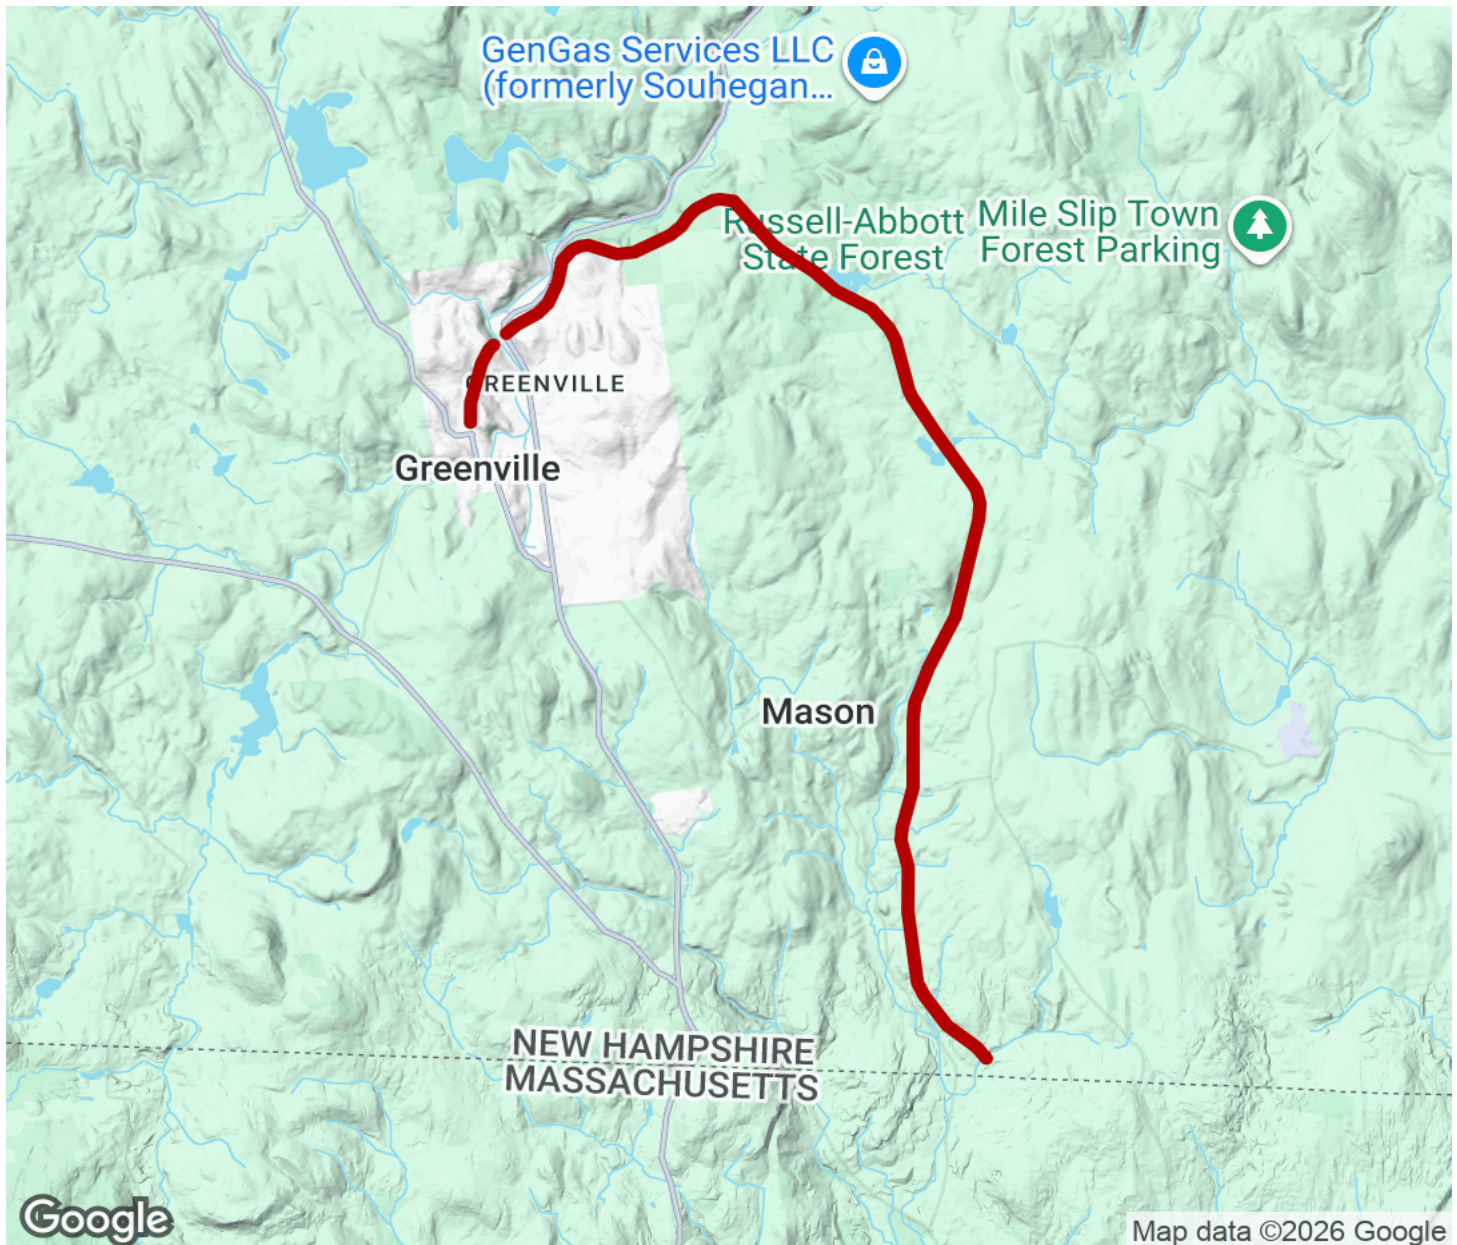 GenGas Services LLC
(formerly Souhegan...
Russell-Abbott
State Forest
Mile Slip Town
Forest Parking
GREENVILLE
Greenville
Mason
NEW HAMPSHIRE
MASSACHUSETTS
Google
Map data ©2026 Google